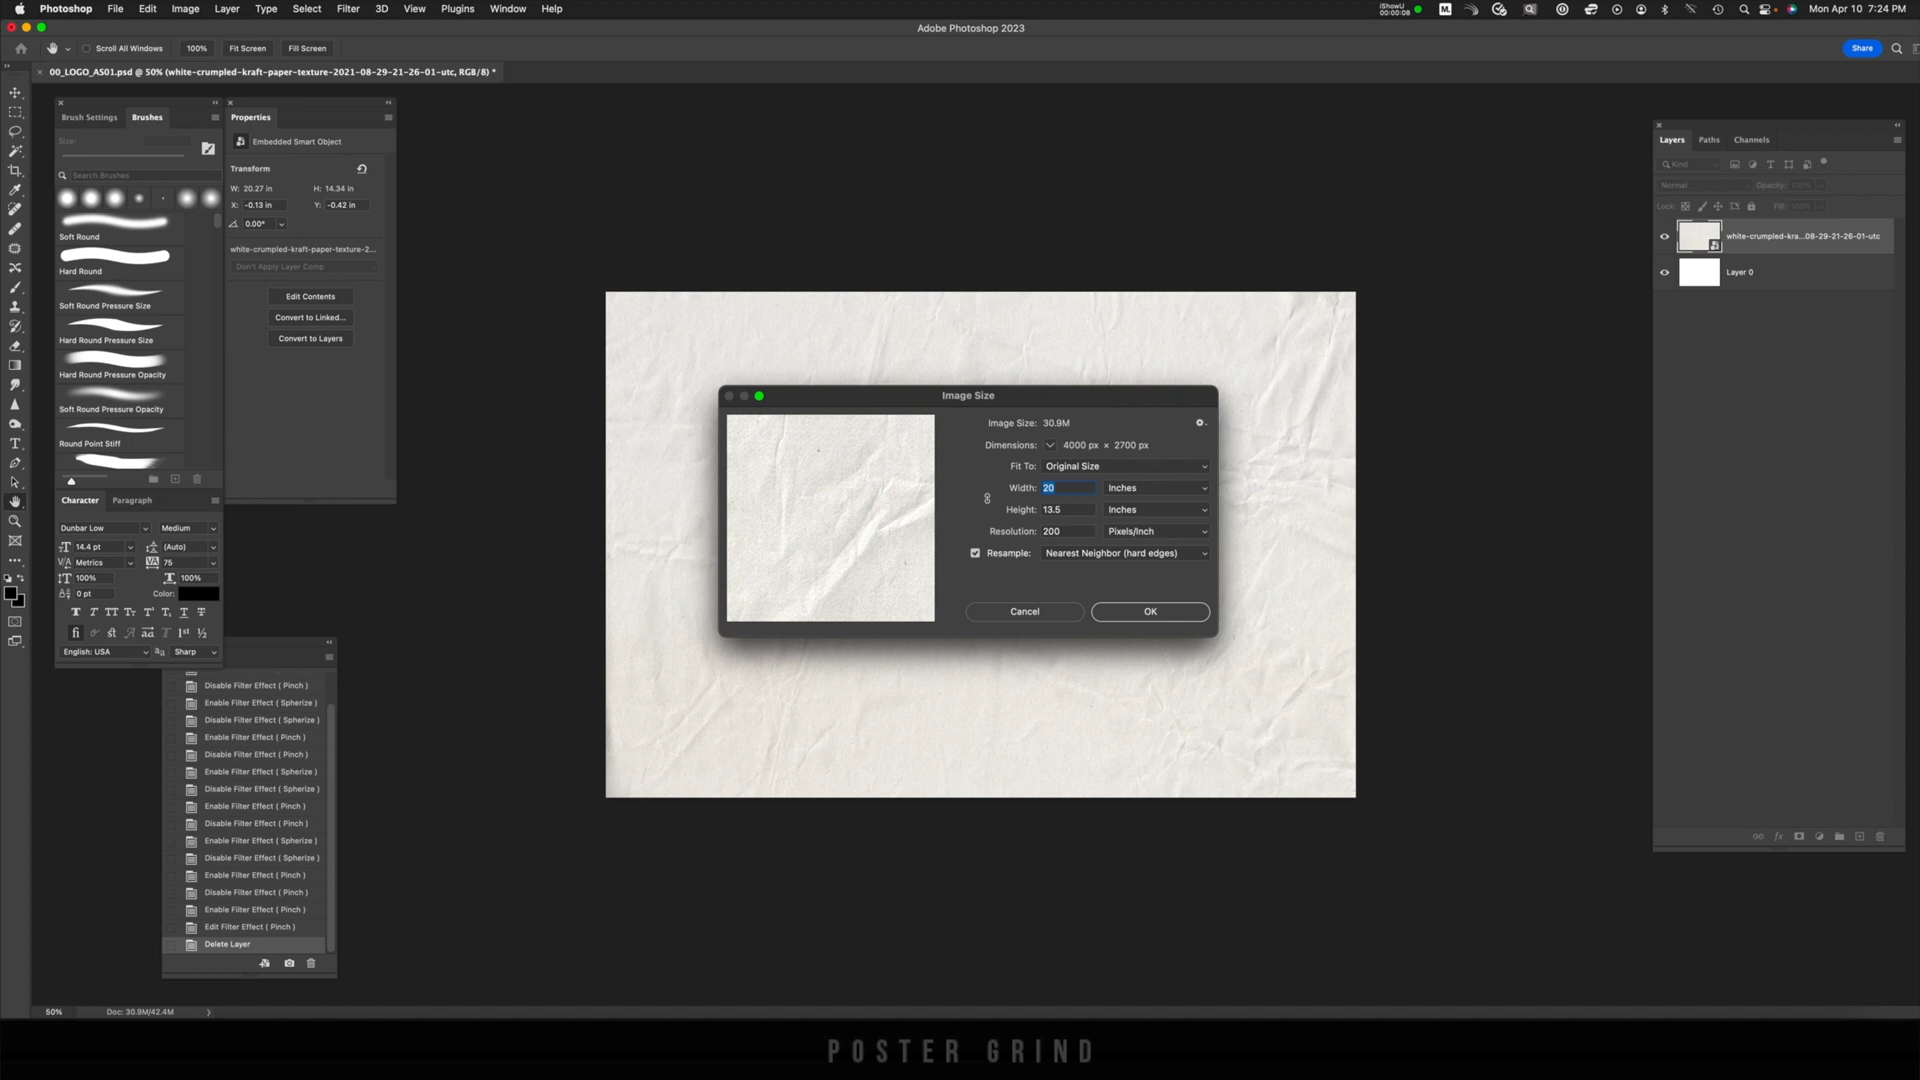 Photoshop File Edit Image Layer Type Select Filter 3D View Plugins Window Help
iShowU 00:00:08
Mon Apr 10 7:24 PM
Adobe Photoshop 2023
Scroll All Windows 100% Fit Screen Fill Screen
Share
00_LOGO_AS01.psd @ 50% (white-crumpled-kraft-paper-texture-2021-08-29-21-26-01-utc, RGB/8) *
Brush Settings Brushes
Size:
Search Brushes
Soft Round
Hard Round
Soft Round Pressure Size
Hard Round Pressure Size
Hard Round Pressure Opacity
Soft Round Pressure Opacity
Round Point Stiff
Properties
Embedded Smart Object
Transform
W: 20.27 in H: 14.34 in
X: -0.13 in Y: -0.42 in
0.00°
white-crumpled-kraft-paper-texture-2...
Don't Apply Layer Comp
Edit Contents
Convert to Linked...
Convert to Layers
Character Paragraph
Dunbar Low Medium
14.4 pt (Auto)
Metrics 75
100% 100%
0 pt Color:
English: USA aa Sharp
Disable Filter Effect ( Pinch )
Enable Filter Effect ( Spherize )
Disable Filter Effect ( Spherize )
Enable Filter Effect ( Pinch )
Disable Filter Effect ( Pinch )
Enable Filter Effect ( Spherize )
Disable Filter Effect ( Spherize )
Enable Filter Effect ( Pinch )
Disable Filter Effect ( Pinch )
Enable Filter Effect ( Spherize )
Disable Filter Effect ( Spherize )
Enable Filter Effect ( Pinch )
Disable Filter Effect ( Pinch )
Enable Filter Effect ( Pinch )
Edit Filter Effect ( Pinch )
Delete Layer
Image Size
Image Size: 30.9M
Dimensions: 4000 px × 2700 px
Fit To: Original Size
Width: 20 Inches
Height: 13.5 Inches
Resolution: 200 Pixels/Inch
Resample: Nearest Neighbor (hard edges)
Cancel OK
Layers Paths Channels
Kind
Normal Opacity: 100%
Lock: Fill: 100%
white-crumpled-kra...08-29-21-26-01-utc
Layer 0
50% Doc: 30.9M/42.4M
POSTER GRIND